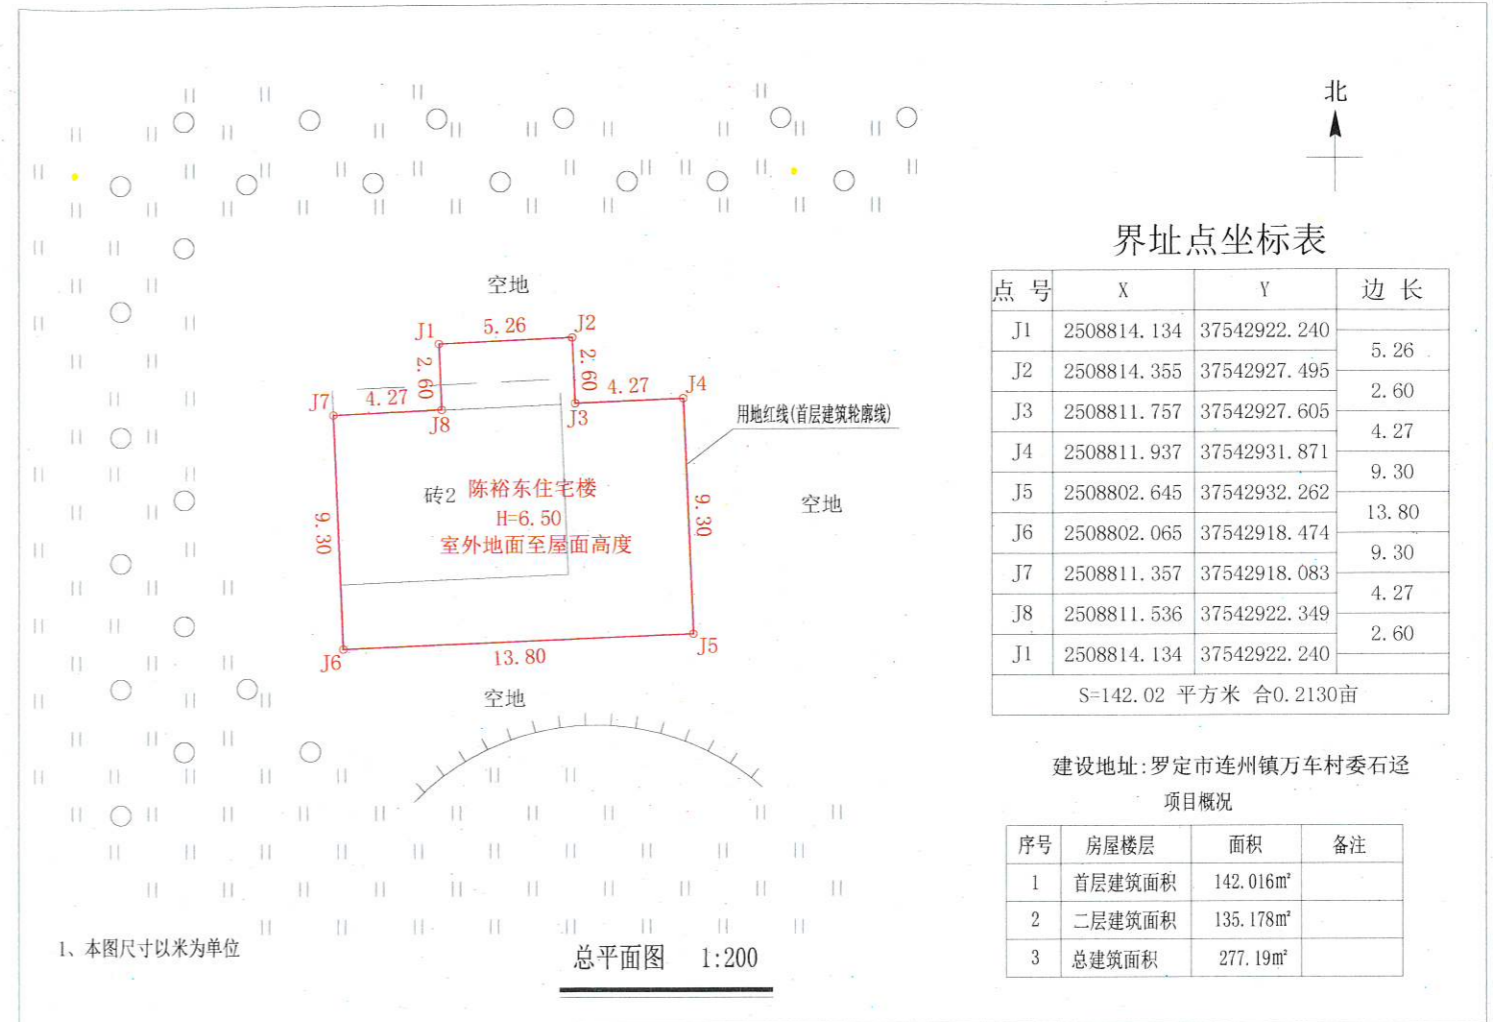 北
界址点坐标表
点 号 X Y 边 长
J1 2508814.134 37542922.240
5.26
J2 2508814.355 37542927.495
2.60
J3 2508811.757 37542927.605
4.27
J4 2508811.937 37542931.871
9.30
J5 2508802.645 37542932.262
13.80
J6 2508802.065 37542918.474
9.30
J7 2508811.357 37542918.083
4.27
J8 2508811.536 37542922.349
2.60
J1 2508814.134 37542922.240
S=142.02 平方米 合0.2130亩
空地
J1 5.26 J2
2.60 2.60
J7 4.27 J8 J3 4.27 J4
用地红线(首层建筑轮廓线)
砖2 陈裕东住宅楼
H=6.50
室外地面至屋面高度
9.30 9.30
空地
J6 13.80 J5
空地
建设地址:罗定市连州镇万车村委石迳
项目概况
序号 房屋楼层 面积 备注
1 首层建筑面积 142.016㎡
2 二层建筑面积 135.178㎡
3 总建筑面积 277.19㎡
1、本图尺寸以米为单位
总平面图 1:200